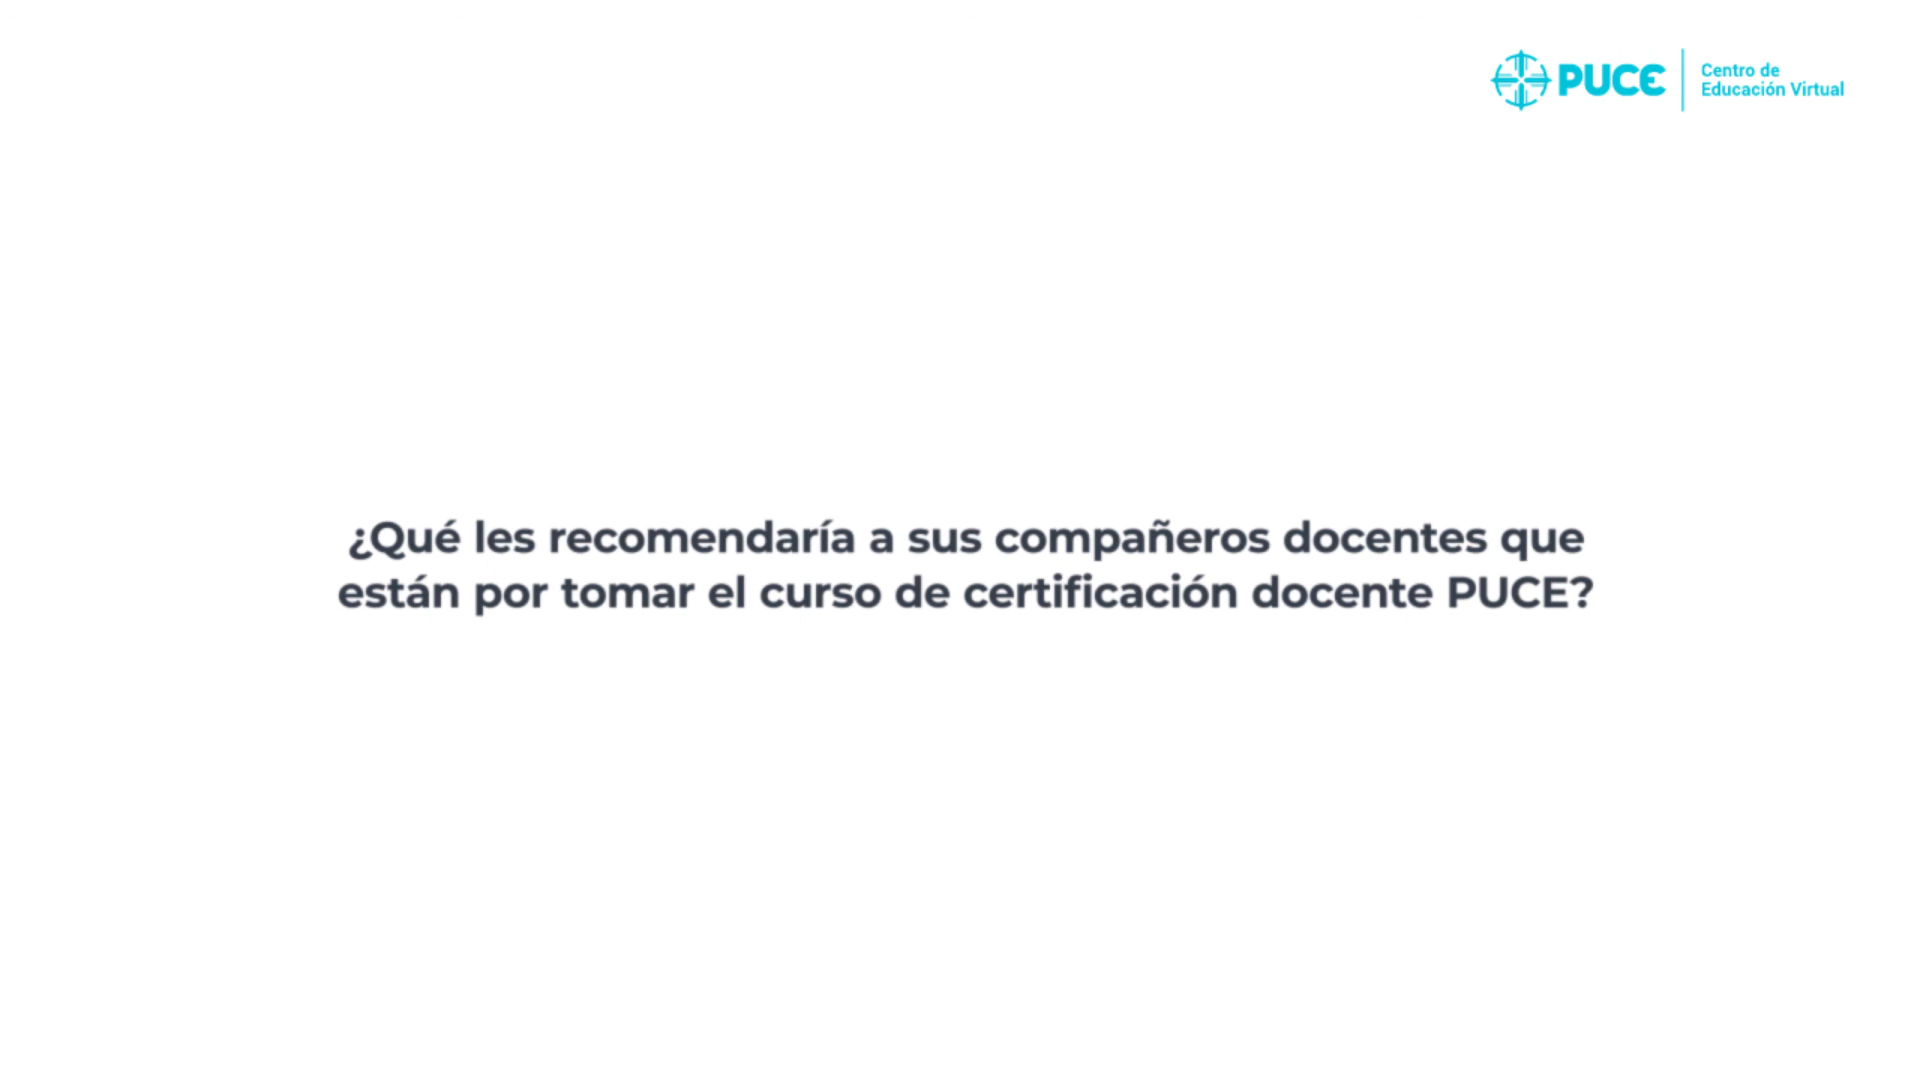 PUCE
Centro de
Educación Virtual
¿Qué les recomendaría a sus compañeros docentes que
están por tomar el curso de certificación docente PUCE?